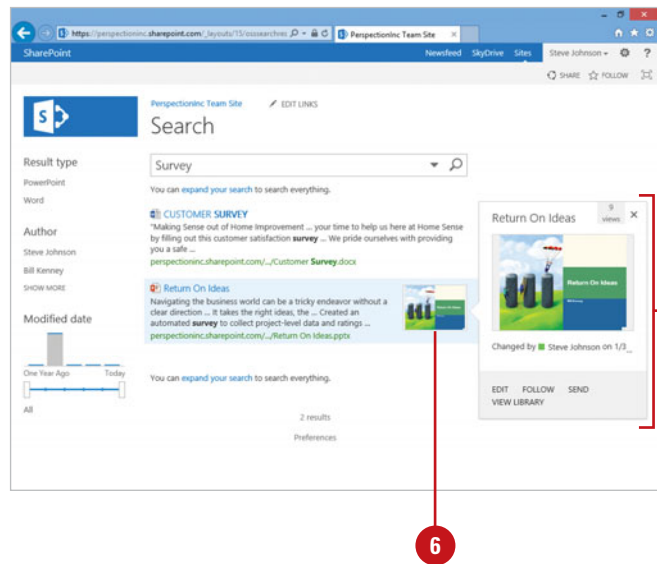 https://perspectioninc.sharepoint.com/_layouts/15/osssearchres
PerspectionInc Team Site
SharePoint
Newsfeed SkyDrive Sites Steve Johnson ?
SHARE FOLLOW
S
PerspectionInc Team Site EDIT LINKS
Search
Result type
PowerPoint
Word
Author
Steve Johnson
Bill Kenney
SHOW MORE
Modified date
One Year Ago Today
All
Survey
You can expand your search to search everything.
CUSTOMER SURVEY
"Making Sense out of Home Improvement ... your time to help us here at Home Sense
by filling out this customer satisfaction survey ... We pride ourselves with providing
you a safe ...
perspectioninc.sharepoint.com/.../Customer Survey.docx
Return On Ideas
Navigating the business world can be a tricky endeavor without a
clear direction ... It takes the right ideas, the ... Created an
automated survey to collect project-level data and ratings ...
perspectioninc.sharepoint.com/.../Return On Ideas.pptx
You can expand your search to search everything.
2 results
Preferences
Return On Ideas
9
views
Return On Ideas
Changed by Steve Johnson on 1/3...
EDIT FOLLOW SEND
VIEW LIBRARY
6